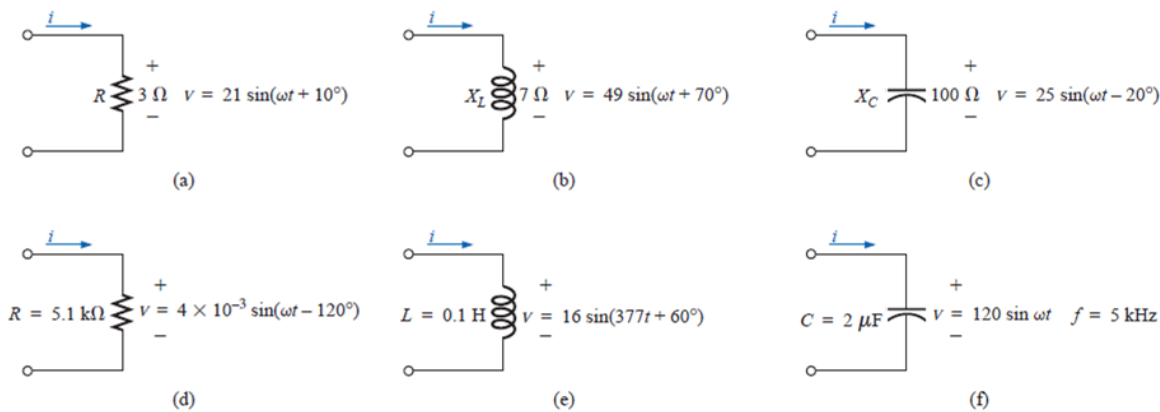 i
i
i
+
+
+
R 3 Ω v = 21 sin(ωt + 10°)
X_L 7 Ω v = 49 sin(ωt + 70°)
X_C 100 Ω v = 25 sin(ωt – 20°)
–
–
–
(a)
(b)
(c)
i
i
i
+
+
+
R = 5.1 kΩ v = 4 × 10⁻³ sin(ωt – 120°)
L = 0.1 H v = 16 sin(377t + 60°)
C = 2 μF v = 120 sin ωt f = 5 kHz
–
–
–
(d)
(e)
(f)